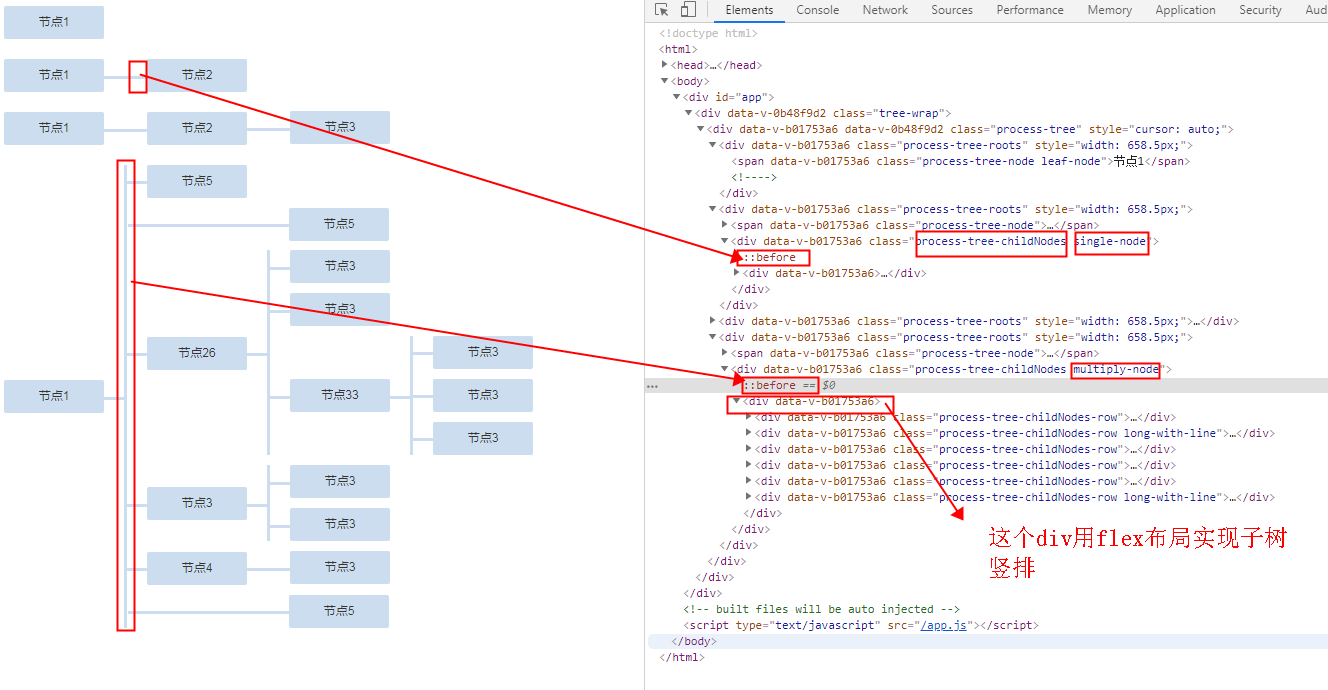 节点1
节点1
节点2
节点1
节点2
节点3
节点5
节点5
节点3
节点3
节点26
节点3
节点33
节点3
节点1
节点3
节点3
节点3
节点3
节点4
节点3
节点5
Elements Console Network Sources Performance Memory Application Security Aud
<!doctype html>
<html>
<head>…</head>
<body>
<div id="app">
<div data-v-0b48f9d2 class="tree-wrap">
<div data-v-b01753a6 data-v-0b48f9d2 class="process-tree" style="cursor: auto;">
<div data-v-b01753a6 class="process-tree-roots" style="width: 658.5px;">
<span data-v-b01753a6 class="process-tree-node leaf-node">节点1</span>
<!---->
</div>
<div data-v-b01753a6 class="process-tree-roots" style="width: 658.5px;">
<span data-v-b01753a6 class="process-tree-node">…</span>
<div data-v-b01753a6 class="process-tree-childNodes single-node">
::before
<div data-v-b01753a6>…</div>
</div>
</div>
<div data-v-b01753a6 class="process-tree-roots" style="width: 658.5px;">…</div>
<div data-v-b01753a6 class="process-tree-roots" style="width: 658.5px;">
<span data-v-b01753a6 class="process-tree-node">…</span>
<div data-v-b01753a6 class="process-tree-childNodes multiply-node">
… ::before == $0
<div data-v-b01753a6>
<div data-v-b01753a6 class="process-tree-childNodes-row">…</div>
<div data-v-b01753a6 class="process-tree-childNodes-row long-with-line">…</div>
<div data-v-b01753a6 class="process-tree-childNodes-row">…</div>
<div data-v-b01753a6 class="process-tree-childNodes-row">…</div>
<div data-v-b01753a6 class="process-tree-childNodes-row">…</div>
<div data-v-b01753a6 class="process-tree-childNodes-row long-with-line">…</div>
</div>
</div>
</div>
</div>
</div>
</div>
<!-- built files will be auto injected -->
<script type="text/javascript" src="/app.js"></script>
</body>
</html>
这个div用flex布局实现子树
竖排